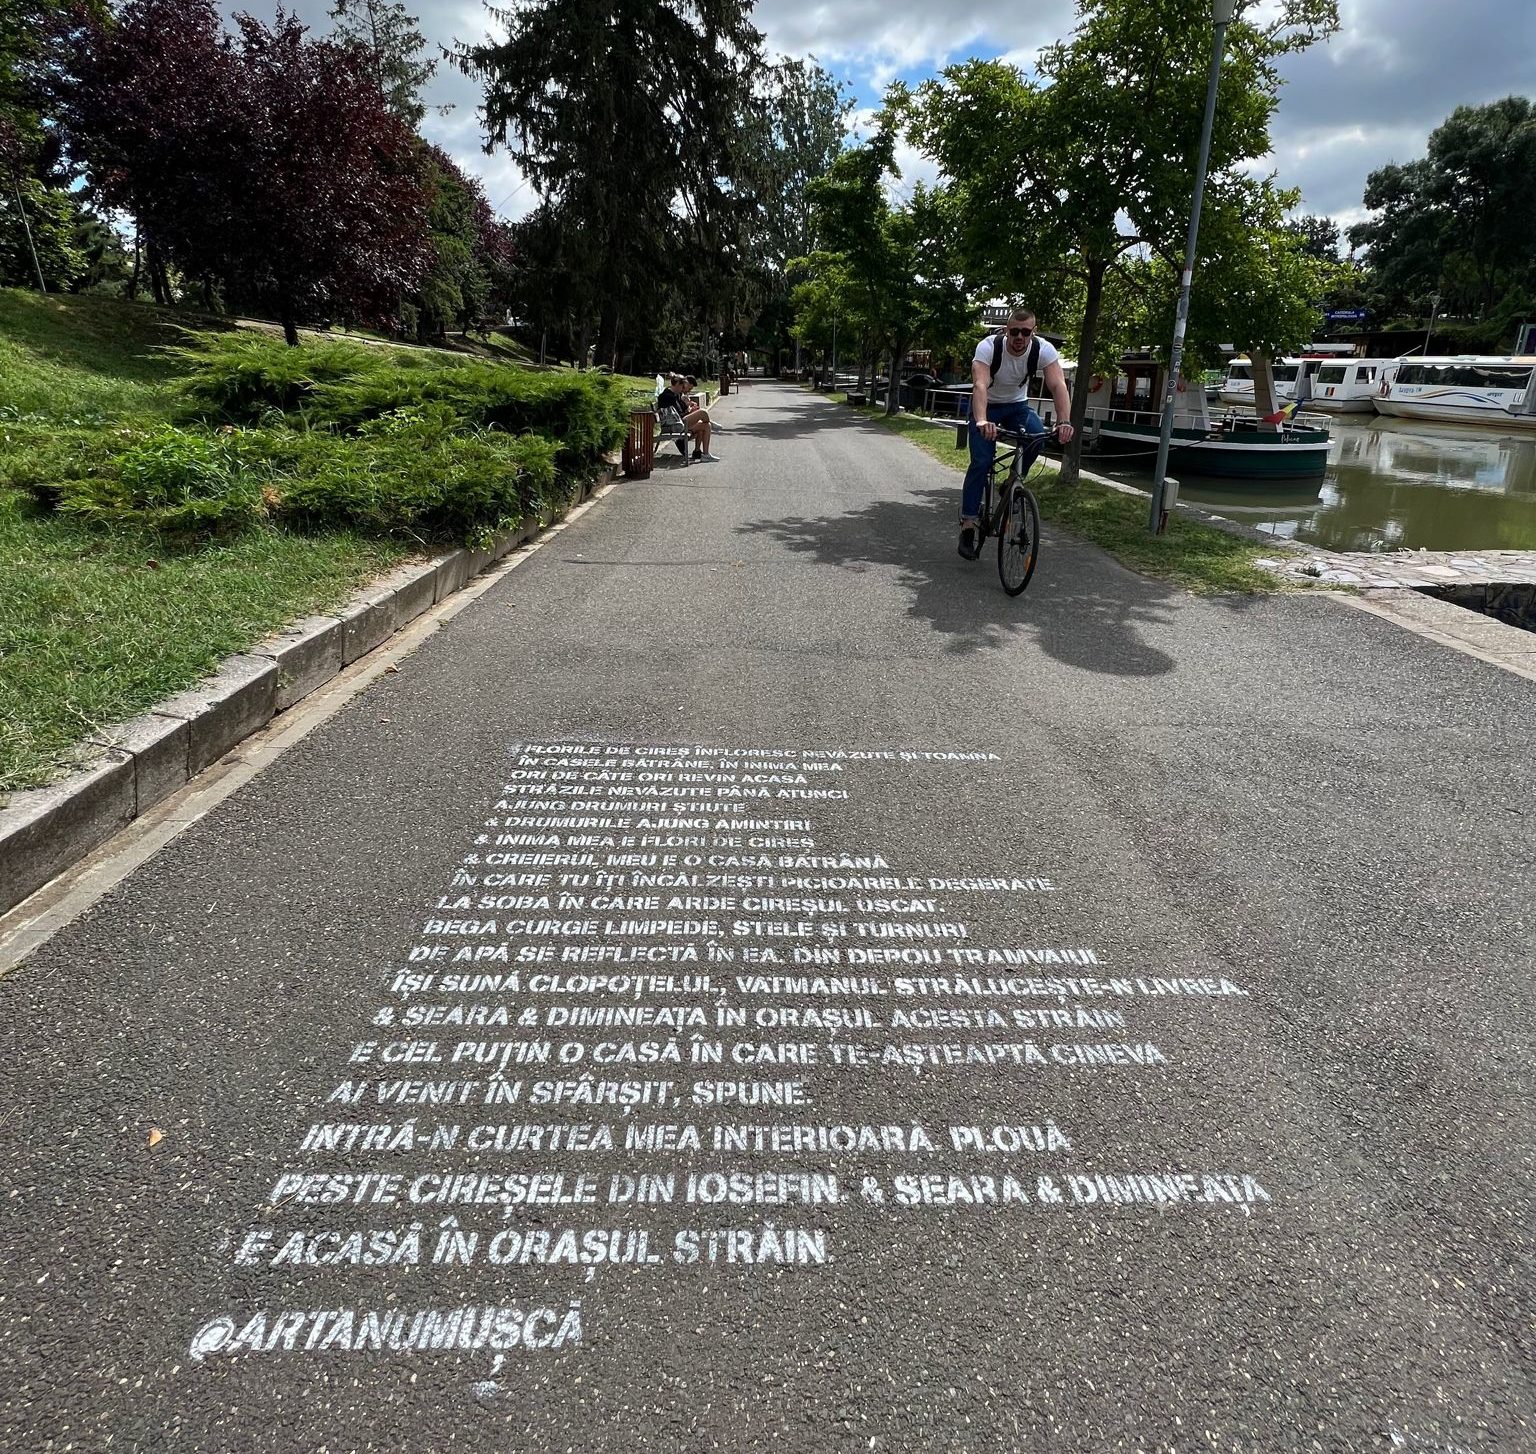 FLORILE DE CIREȘ ÎNFLORESC NEVĂZUTE ȘI TOAMNA
ÎN CASELE BĂTRÂNE, ÎN INIMA MEA
ORI DE CÂTE ORI REVIN ACASĂ
STRĂZILE NEVĂZUTE PÂNĂ ATUNCI
AJUNG DRUMURI ȘTIUTE
& DRUMURILE AJUNG AMINTIRI
& INIMA MEA E FLORI DE CIREȘ
& CREIERUL MEU E O CASĂ BĂTRÂNĂ
ÎN CARE TU ÎȚI ÎNCĂLZEȘTI PICIOARELE DEGERATE
LA SOBA ÎN CARE ARDE CIREȘUL USCAT.
BEGA CURGE LIMPEDE, STELE ȘI TURNURI
DE APĂ SE REFLECTĂ ÎN EA. DIN DEPOU TRAMVAIUL
ÎȘI SUNĂ CLOPOȚELUL, VATMANUL STRĂLUCEȘTE-N LIVREA.
& SEARA & DIMINEAȚA ÎN ORAȘUL ACESTA STRĂIN
E CEL PUȚIN O CASĂ ÎN CARE TE-AȘTEAPTĂ CINEVA
AI VENIT ÎN SFÂRȘIT, SPUNE.
INTRĂ-N CURTEA MEA INTERIOARĂ. PLOUĂ
PESTE CIREȘELE DIN IOSEFIN. & SEARA & DIMINEAȚA
E ACASĂ ÎN ORAȘUL STRĂIN.
@ARTANUMUȘCĂ